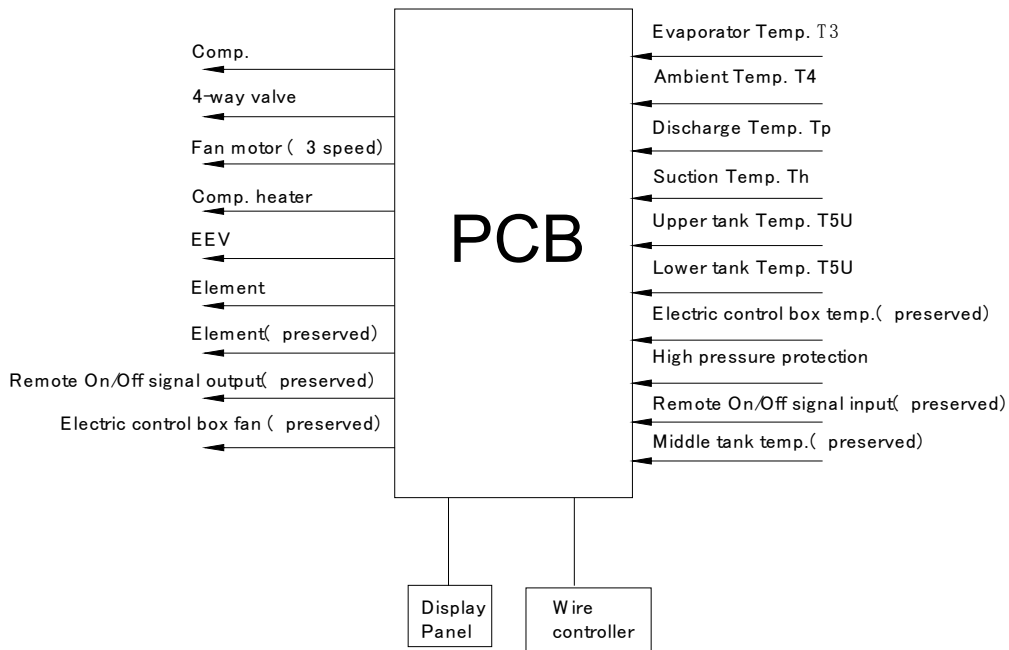 Comp.
4-way valve
Fan motor ( 3 speed)
Comp. heater
EEV
Element
Element( preserved)
Remote On/Off signal output( preserved)
Electric control box fan ( preserved)
PCB
Evaporator Temp. T3
Ambient Temp. T4
Discharge Temp. Tp
Suction Temp. Th
Upper tank Temp. T5U
Lower tank Temp. T5U
Electric control box temp.( preserved)
High pressure protection
Remote On/Off signal input( preserved)
Middle tank temp.( preserved)
Display
Panel
Wire
controller